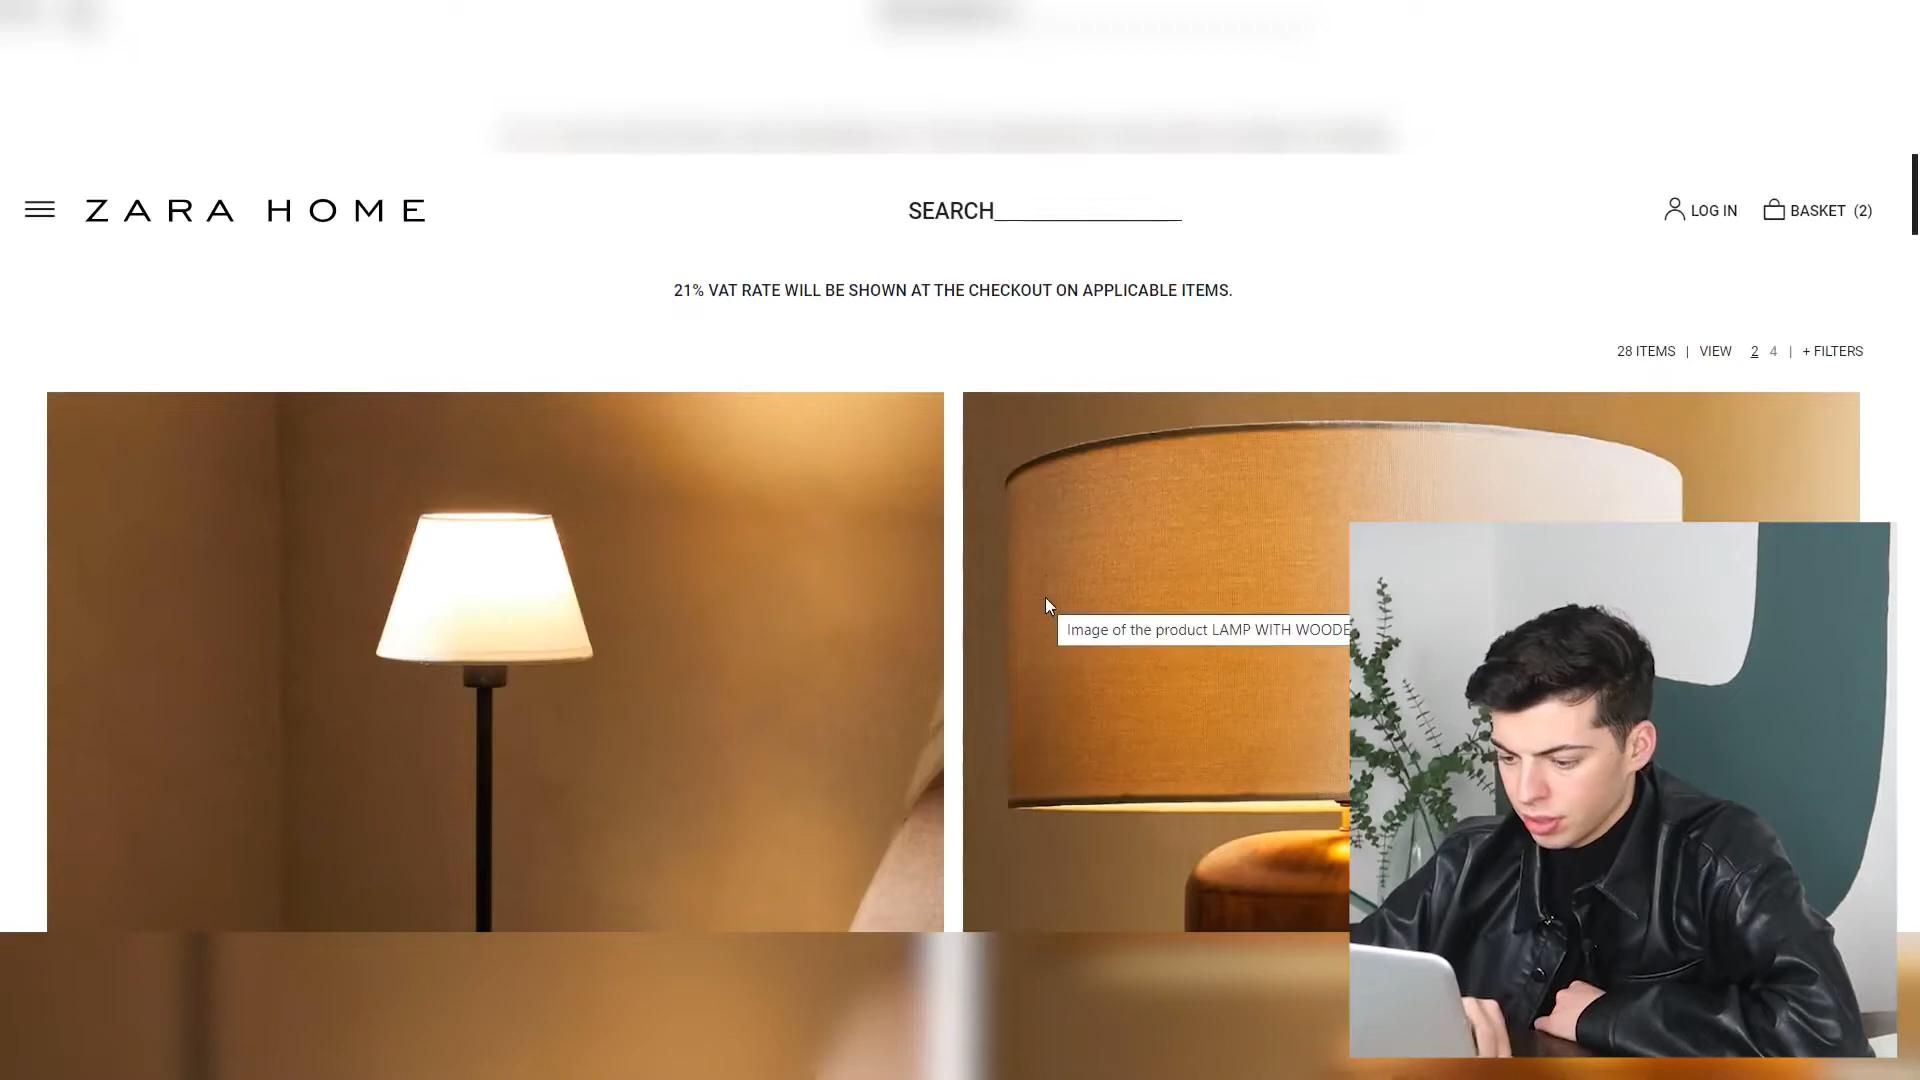 ZARA HOME
SEARCH
LOG IN
BASKET (2)
21% VAT RATE WILL BE SHOWN AT THE CHECKOUT ON APPLICABLE ITEMS.
28 ITEMS | VIEW 2 4 | + FILTERS
Image of the product LAMP WITH